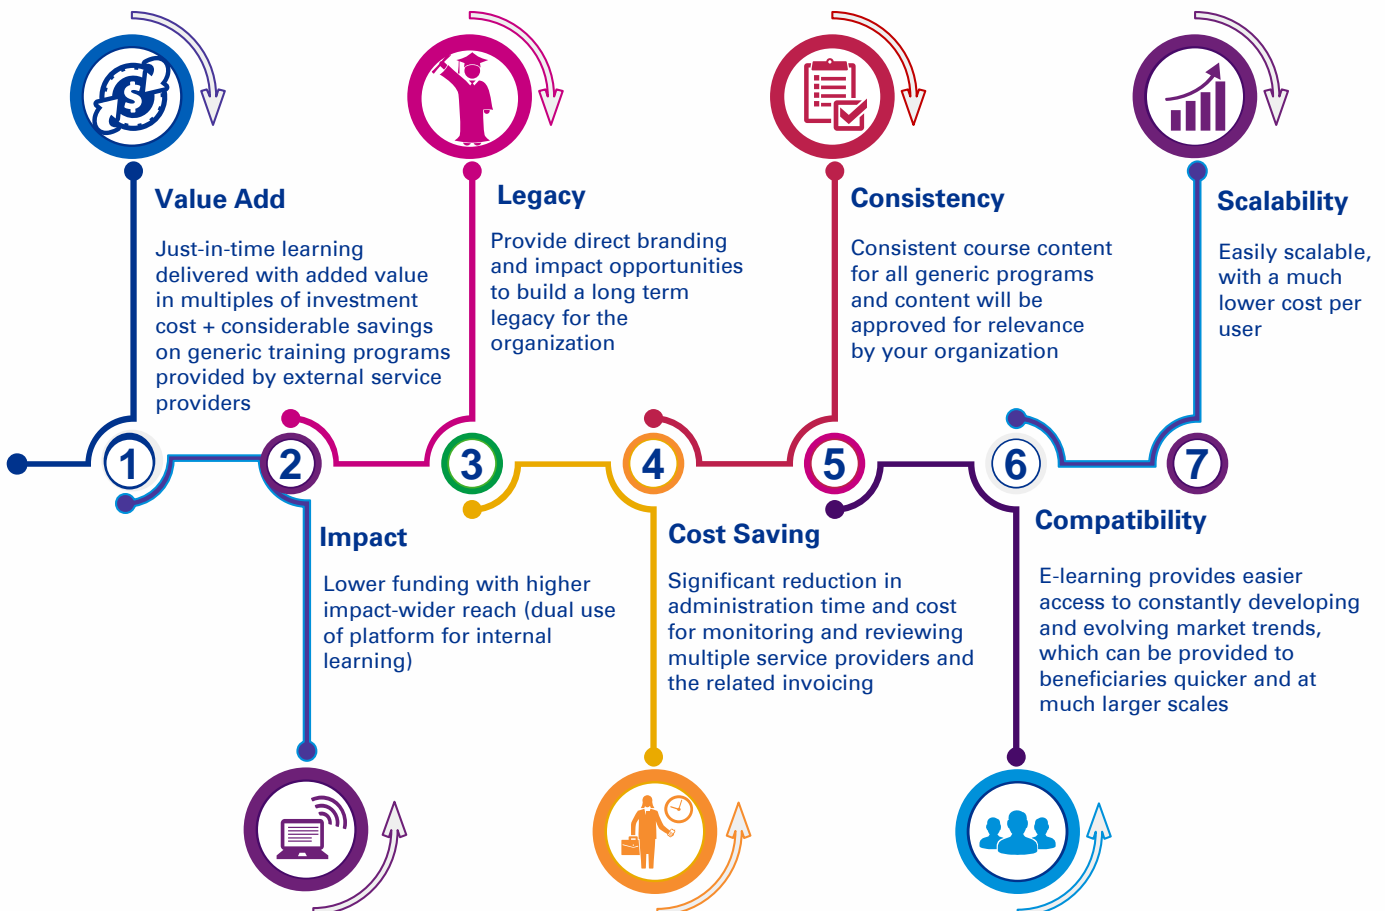 Value Add
Just-in-time learning
delivered with added value
in multiples of investment
cost + considerable savings
on generic training programs
provided by external service
providers
Legacy
Provide direct branding
and impact opportunities
to build a long term
legacy for the
organization
Consistency
Consistent course content
for all generic programs
and content will be
approved for relevance
by your organization
Scalability
Easily scalable,
with a much
lower cost per
user
1
2
3
4
5
6
7
Impact
Lower funding with higher
impact-wider reach (dual use
of platform for internal
learning)
Cost Saving
Significant reduction in
administration time and cost
for monitoring and reviewing
multiple service providers and
the related invoicing
Compatibility
E-learning provides easier
access to constantly developing
and evolving market trends,
which can be provided to
beneficiaries quicker and at
much larger scales